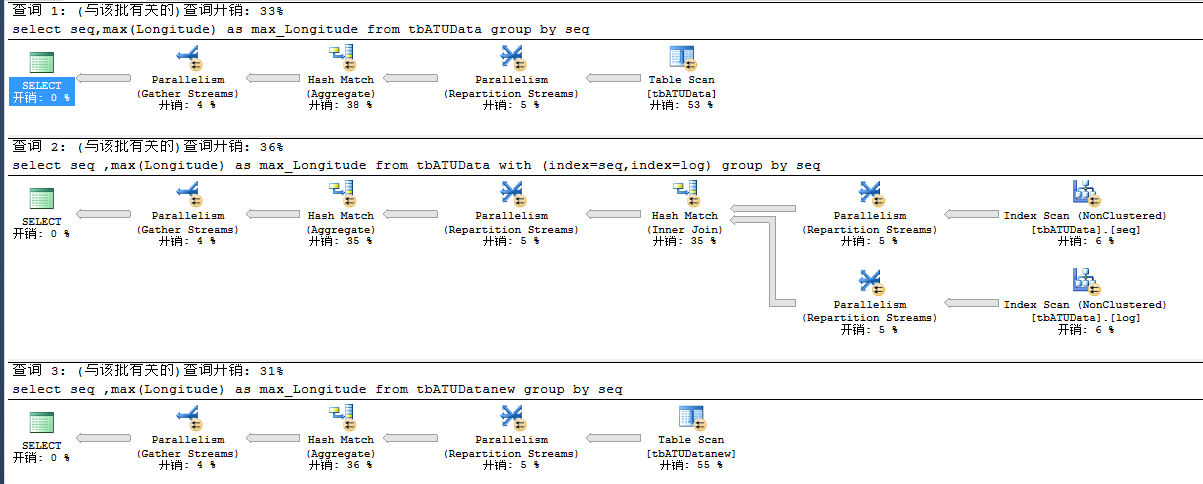 查询 1: (与该批有关的)查询开销: 33%
select seq,max(Longitude) as max_Longitude from tbATUData group by seq
SELECT
开销: 0 %
Parallelism
(Gather Streams)
开销: 4 %
Hash Match
(Aggregate)
开销: 38 %
Parallelism
(Repartition Streams)
开销: 5 %
Table Scan
[tbATUData]
开销: 53 %
查询 2: (与该批有关的)查询开销: 36%
select seq ,max(Longitude) as max_Longitude from tbATUData with (index=seq,index=log) group by seq
SELECT
开销: 0 %
Parallelism
(Gather Streams)
开销: 4 %
Hash Match
(Aggregate)
开销: 35 %
Parallelism
(Repartition Streams)
开销: 5 %
Hash Match
(Inner Join)
开销: 35 %
Parallelism
(Repartition Streams)
开销: 5 %
Index Scan (NonClustered)
[tbATUData].[seq]
开销: 6 %
Parallelism
(Repartition Streams)
开销: 5 %
Index Scan (NonClustered)
[tbATUData].[log]
开销: 6 %
查询 3: (与该批有关的)查询开销: 31%
select seq ,max(Longitude) as max_Longitude from tbATUDatanew group by seq
SELECT
开销: 0 %
Parallelism
(Gather Streams)
开销: 4 %
Hash Match
(Aggregate)
开销: 36 %
Parallelism
(Repartition Streams)
开销: 5 %
Table Scan
[tbATUDatanew]
开销: 55 %